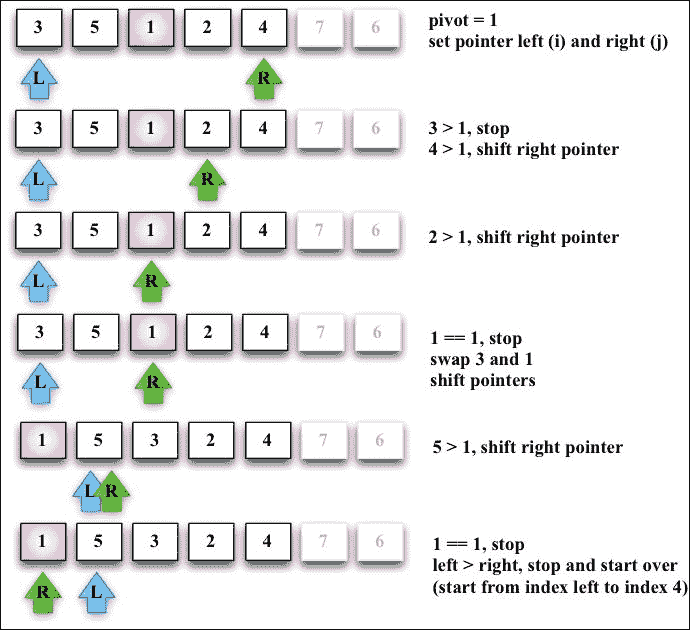 3 5 1 2 4 7 6
pivot = 1
set pointer left (i) and right (j)
L R
3 5 1 2 4 7 6
3 > 1, stop
4 > 1, shift right pointer
L R
3 5 1 2 4 7 6
2 > 1, shift right pointer
L R
3 5 1 2 4 7 6
1 == 1, stop
swap 3 and 1
shift pointers
L R
1 5 3 2 4 7 6
5 > 1, shift right pointer
L R
1 5 3 2 4 7 6
1 == 1, stop
left > right, stop and start over
(start from index left to index 4)
R L